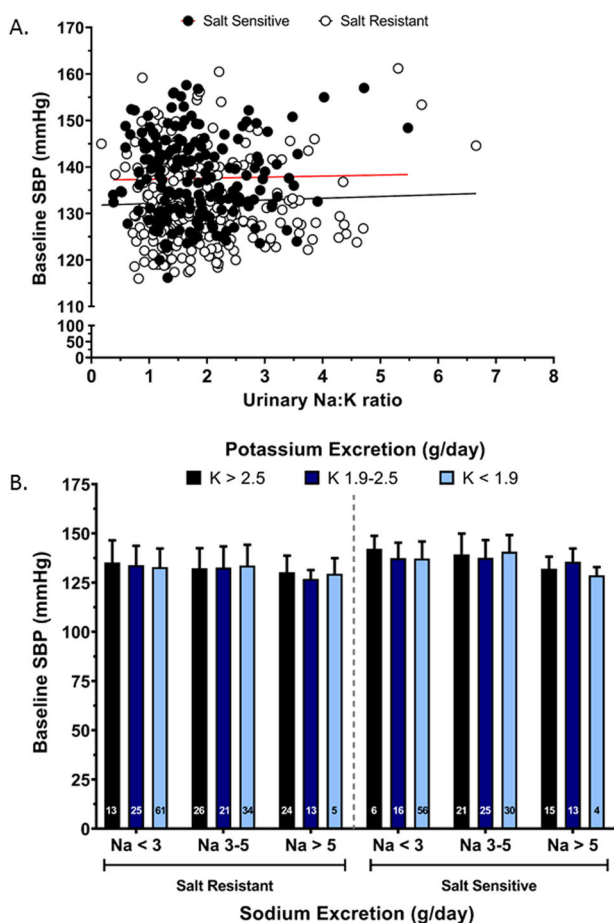 A.
Salt Sensitive Salt Resistant
Baseline SBP (mmHg)
170
160
150
140
130
120
110
100
75
50
25
0
0 1 2 3 4 5 6 7 8
Urinary Na:K ratio
Potassium Excretion (g/day)
B.
K > 2.5 K 1.9-2.5 K < 1.9
Baseline SBP (mmHg)
175
150
125
100
75
50
25
0
13 25 61 26 21 34 24 13 5 6 16 56 21 25 30 15 13 4
Na < 3 Na 3-5 Na > 5 Na < 3 Na 3-5 Na > 5
Salt Resistant Salt Sensitive
Sodium Excretion (g/day)